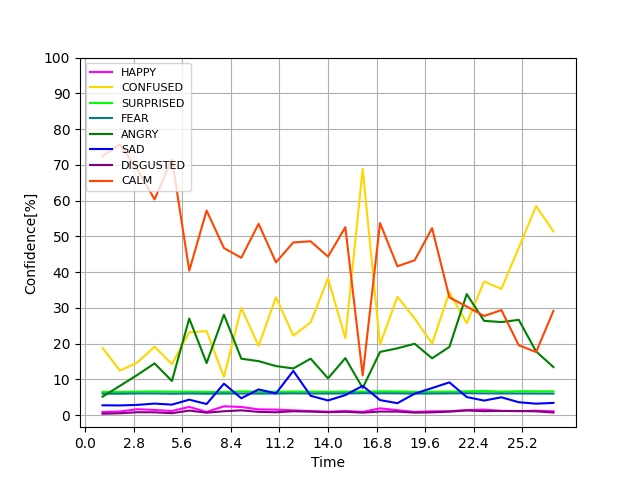 100
90
80
70
60
50
40
30
20
10
0
Confidence[%]
HAPPY
CONFUSED
SURPRISED
FEAR
ANGRY
SAD
DISGUSTED
CALM
0.0 2.8 5.6 8.4 11.2 14.0 16.8 19.6 22.4 25.2
Time